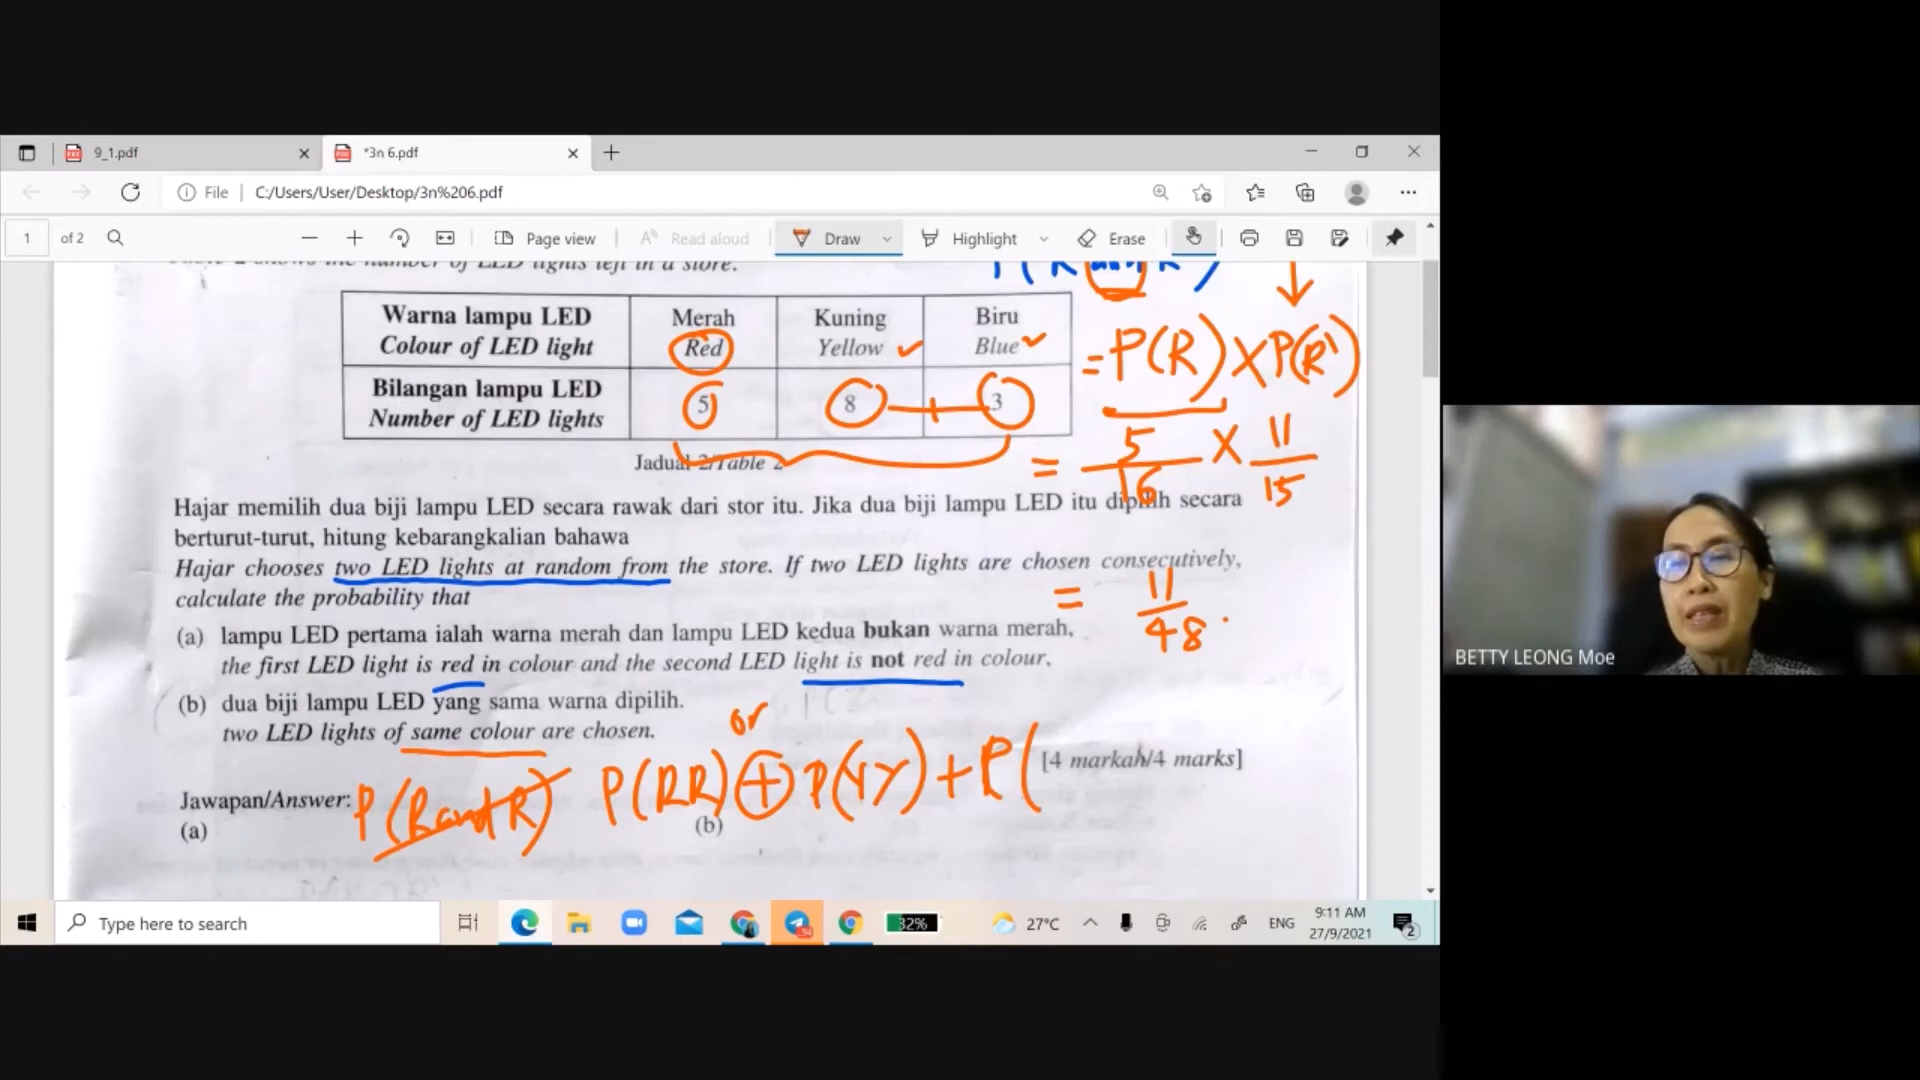 9_1.pdf
*3n 6.pdf
File
C:/Users/User/Desktop/3n%206.pdf
1 of 2
Page view
Read aloud
Draw
Highlight
Erase
number of LED lights left in a store.
Warna lampu LED Merah Kuning Biru
Colour of LED light Red Yellow Blue
Bilangan lampu LED 5 8 3
Number of LED lights
Jadual 2/Table 2
= P(R) X P(R')
= 5/16 X 11/15
Hajar memilih dua biji lampu LED secara rawak dari stor itu. Jika dua biji lampu LED itu dipilih secara
berturut-turut, hitung kebarangkalian bahawa
Hajar chooses two LED lights at random from the store. If two LED lights are chosen consecutively,
calculate the probability that
= 11/48
(a) lampu LED pertama ialah warna merah dan lampu LED kedua bukan warna merah,
the first LED light is red in colour and the second LED light is not red in colour,
(b) dua biji lampu LED yang sama warna dipilih.
two LED lights of same colour are chosen.
or
[4 markah/4 marks]
P(R and R) P(RR) + P(YY) + P(
Jawapan/Answer:
(a) (b)
BETTY LEONG Moe
Type here to search
32%
27°C
ENG
9:11 AM
27/9/2021
2